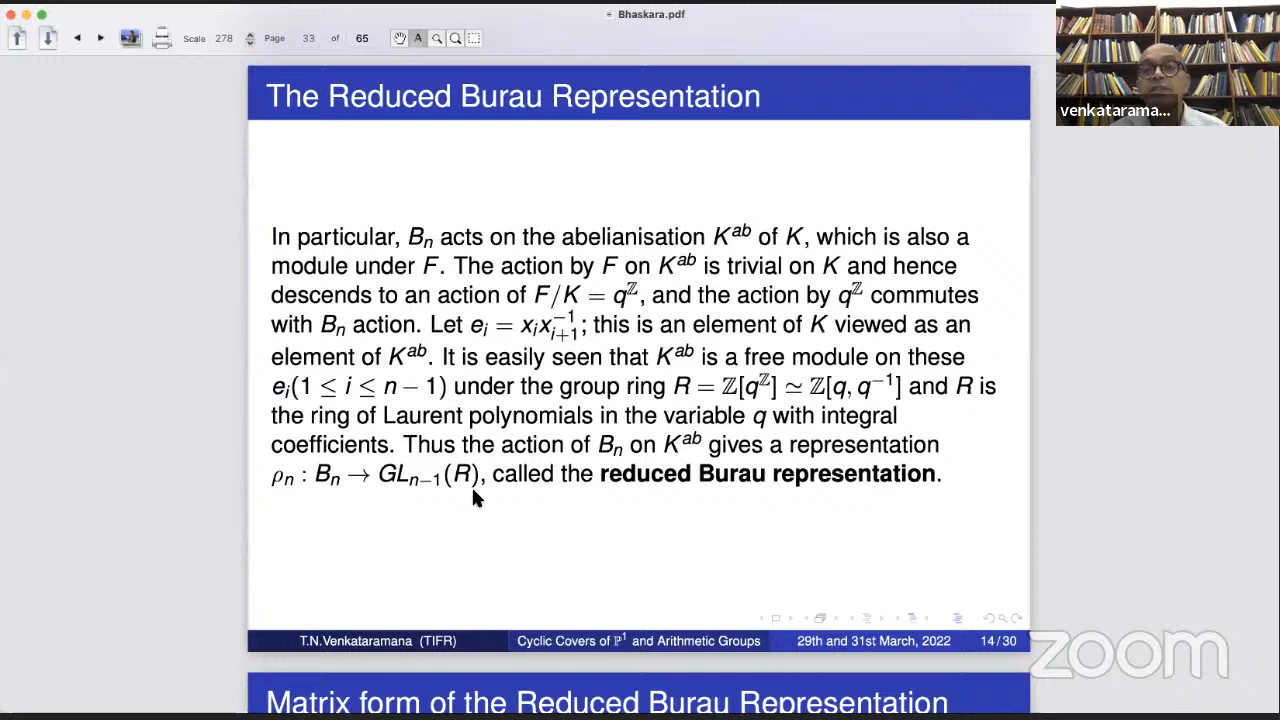 Bhaskara.pdf
Scale 278 Page 33 of 65 A
venkatarama...
The Reduced Burau Representation
In particular, Bₙ acts on the abelianisation Kᵃᵇ of K, which is also a
module under F. The action by F on Kᵃᵇ is trivial on K and hence
descends to an action of F/K = q^ℤ, and the action by q^ℤ commutes
with Bₙ action. Let eᵢ = xᵢxᵢ₊₁⁻¹; this is an element of K viewed as an
element of Kᵃᵇ. It is easily seen that Kᵃᵇ is a free module on these
eᵢ(1 ≤ i ≤ n − 1) under the group ring R = ℤ[q^ℤ] ≃ ℤ[q, q⁻¹] and R is
the ring of Laurent polynomials in the variable q with integral
coefficients. Thus the action of Bₙ on Kᵃᵇ gives a representation
ρₙ : Bₙ → GLₙ₋₁(R), called the reduced Burau representation.
T.N.Venkataramana (TIFR) Cyclic Covers of ℙ¹ and Arithmetic Groups 29th and 31st March, 2022 14 / 30
zoom
Matrix form of the Reduced Burau Representation